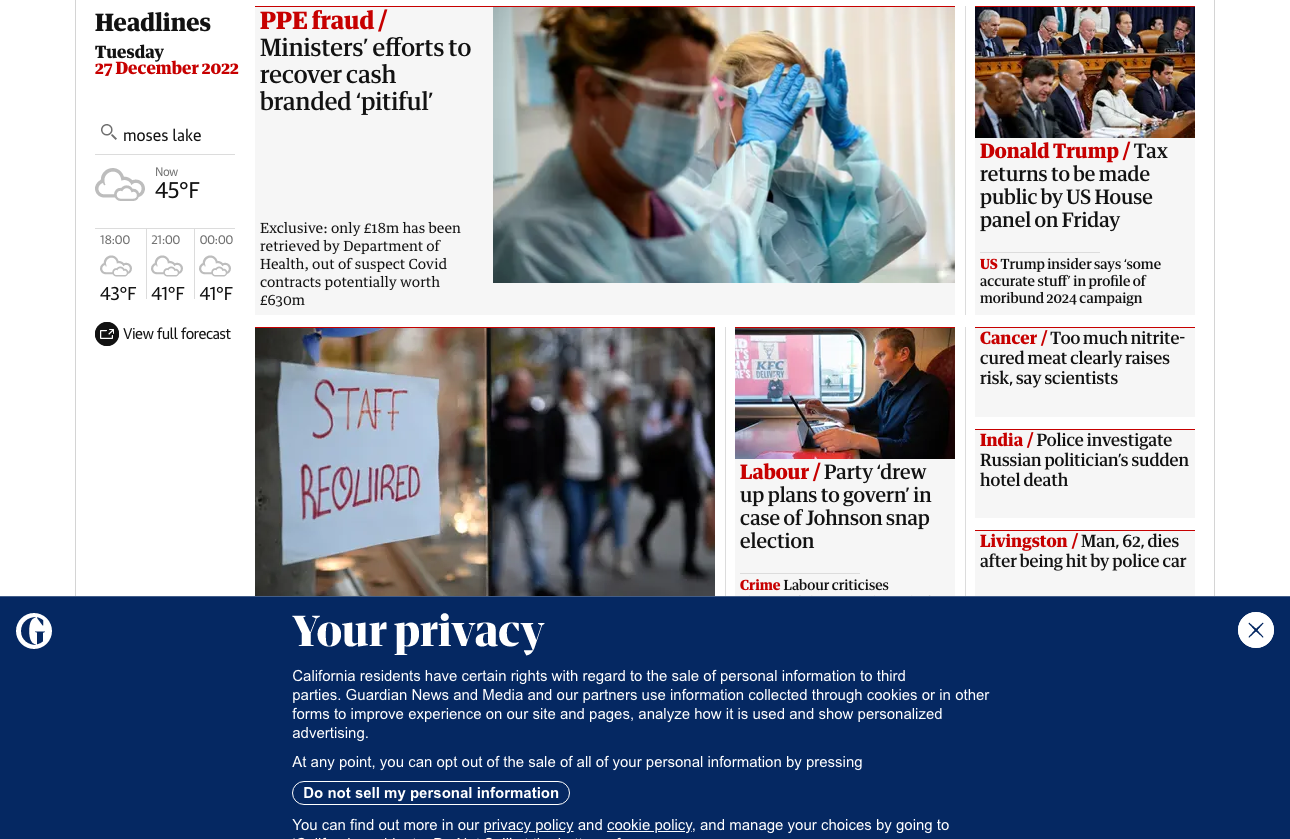 Headlines
Tuesday
27 December 2022
moses lake
Now
45°F
18:00
21:00
00:00
43°F
41°F
41°F
View full forecast
PPE fraud /
Ministers’ efforts to
recover cash
branded ‘pitiful’
Exclusive: only £18m has been
retrieved by Department of
Health, out of suspect Covid
contracts potentially worth
£630m
Donald Trump / Tax
returns to be made
public by US House
panel on Friday
US Trump insider says ‘some
accurate stuff’ in profile of
moribund 2024 campaign
STAFF
REQUIRED
KFC
DELIVERY
Labour / Party ‘drew
up plans to govern’ in
case of Johnson snap
election
Crime Labour criticises
Cancer / Too much nitrite-
cured meat clearly raises
risk, say scientists
India / Police investigate
Russian politician’s sudden
hotel death
Livingston / Man, 62, dies
after being hit by police car
Your privacy
California residents have certain rights with regard to the sale of personal information to third
parties. Guardian News and Media and our partners use information collected through cookies or in other
forms to improve experience on our site and pages, analyze how it is used and show personalized
advertising.
At any point, you can opt out of the sale of all of your personal information by pressing
Do not sell my personal information
You can find out more in our privacy policy and cookie policy, and manage your choices by going to